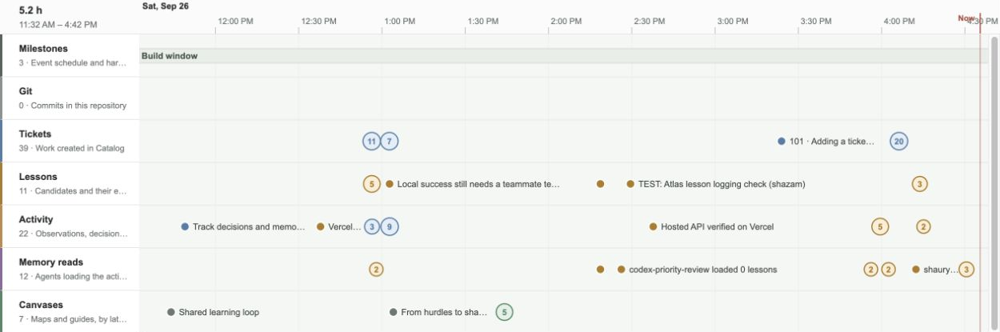 5.2 h
11:32 AM – 4:42 PM
Sat, Sep 26
12:00 PM 12:30 PM 1:00 PM 1:30 PM 2:00 PM 2:30 PM 3:00 PM 3:30 PM 4:00 PM Now 4:30 PM
Milestones
3 · Event schedule and har…
Build window
Git
0 · Commits in this repository
Tickets
39 · Work created in Catalog
11 7 101 · Adding a ticke… 20
Lessons
11 · Candidates and their e…
5 Local success still needs a teammate te… TEST: Atlas lesson logging check (shazam) 3
Activity
22 · Observations, decision…
Track decisions and memo… Vercel… 3 9 Hosted API verified on Vercel 5 2
Memory reads
12 · Agents loading the acti…
2 codex-priority-review loaded 0 lessons 2 2 shaury… 3
Canvases
7 · Maps and guides, by lat…
Shared learning loop From hurdles to sha… 5